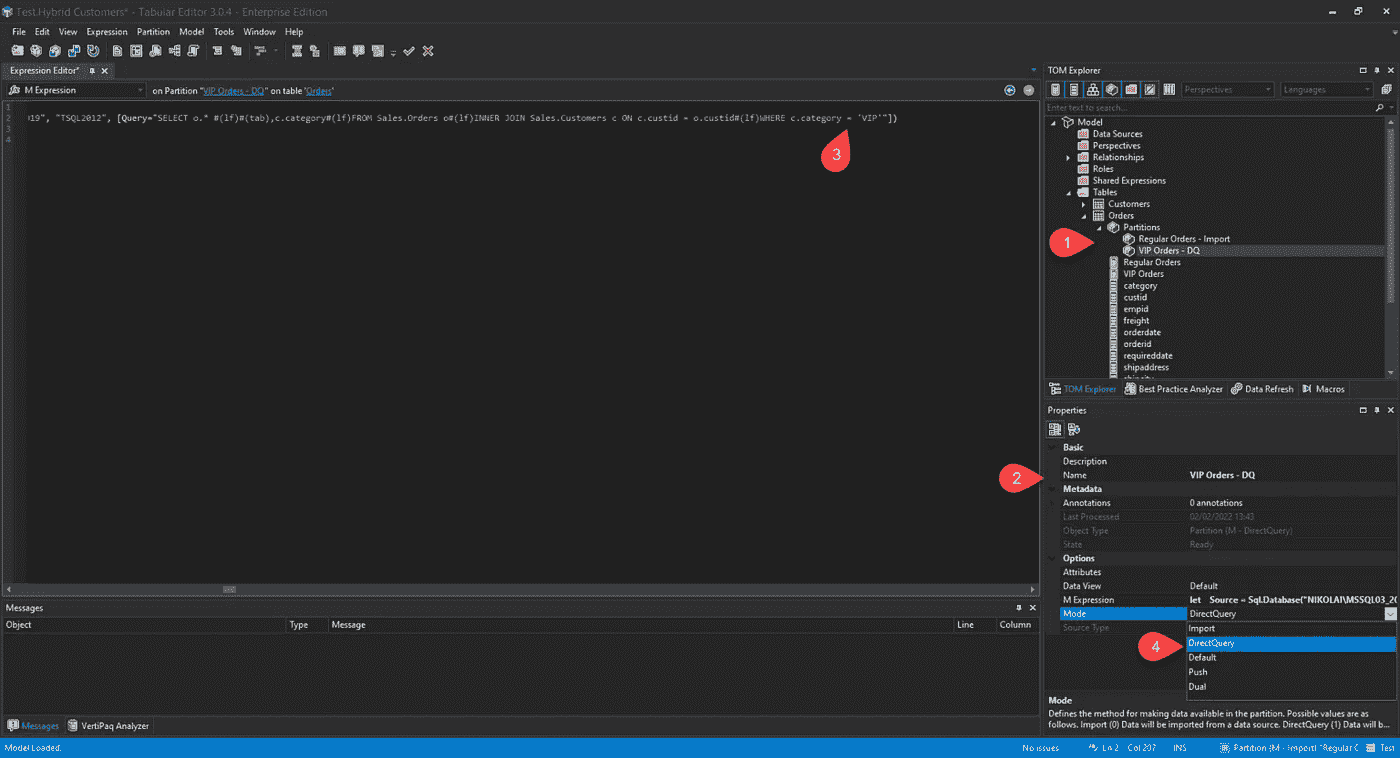 Test.Hybrid Customers* - Tabular Editor 3.0.4 - Enterprise Edition
File Edit View Expression Partition Model Tools Window Help
Expression Editor*
M Expression on Partition "VIP Orders - DQ" on table 'Orders'
1
2 19", "TSQL2012", [Query="SELECT o.* #(lf)#(tab),c.category#(lf)FROM Sales.Orders o#(lf)INNER JOIN Sales.Customers c ON c.custid = o.custid#(lf)WHERE c.category = 'VIP'"])
3
4
3
Messages
Object Type Message Line Column
Messages VertiPaq Analyzer
TOM Explorer
Perspectives Languages
Enter text to search...
Model
Data Sources
Perspectives
Relationships
Roles
Shared Expressions
Tables
Customers
Orders
Partitions
1
Regular Orders - Import
VIP Orders - DQ
Regular Orders
VIP Orders
category
custid
empid
freight
orderdate
orderid
requireddate
shipaddress
TOM Explorer Best Practice Analyzer Data Refresh Macros
Properties
Basic
Description
2
Name VIP Orders - DQ
Metadata
Annotations 0 annotations
Last Processed 02/02/2022 13:43
Object Type Partition (M - DirectQuery)
State Ready
Options
Attributes
Data View Default
M Expression let Source = Sql.Database("NIKOLAI\MSSQL03_20
Mode DirectQuery
Source Type
Import
4
DirectQuery
Default
Push
Dual
Mode
Defines the method for making data available in the partition. Possible values are as
follows. Import (0) Data will be imported from a data source. DirectQuery (1) Data will b...
Model Loaded. No issues Ln 2 Col 207 INS Partition (M - Import) "Regular C Test